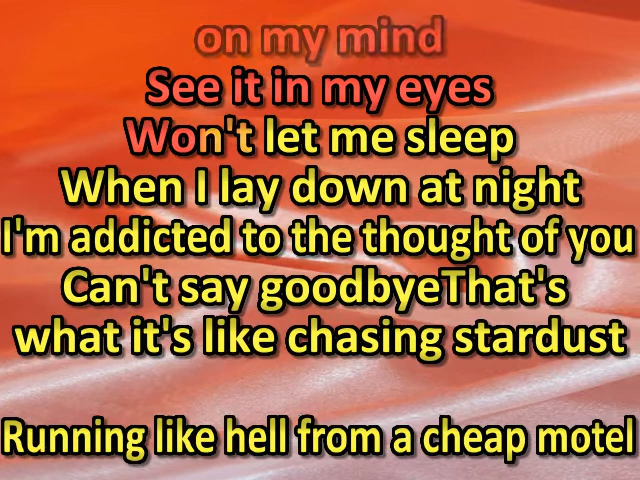 on my mind
See it in my eyes
Won't let me sleep
When I lay down at night
I'm addicted to the thought of you
Can't say goodbyeThat's
what it's like chasing stardust
Running like hell from a cheap motel